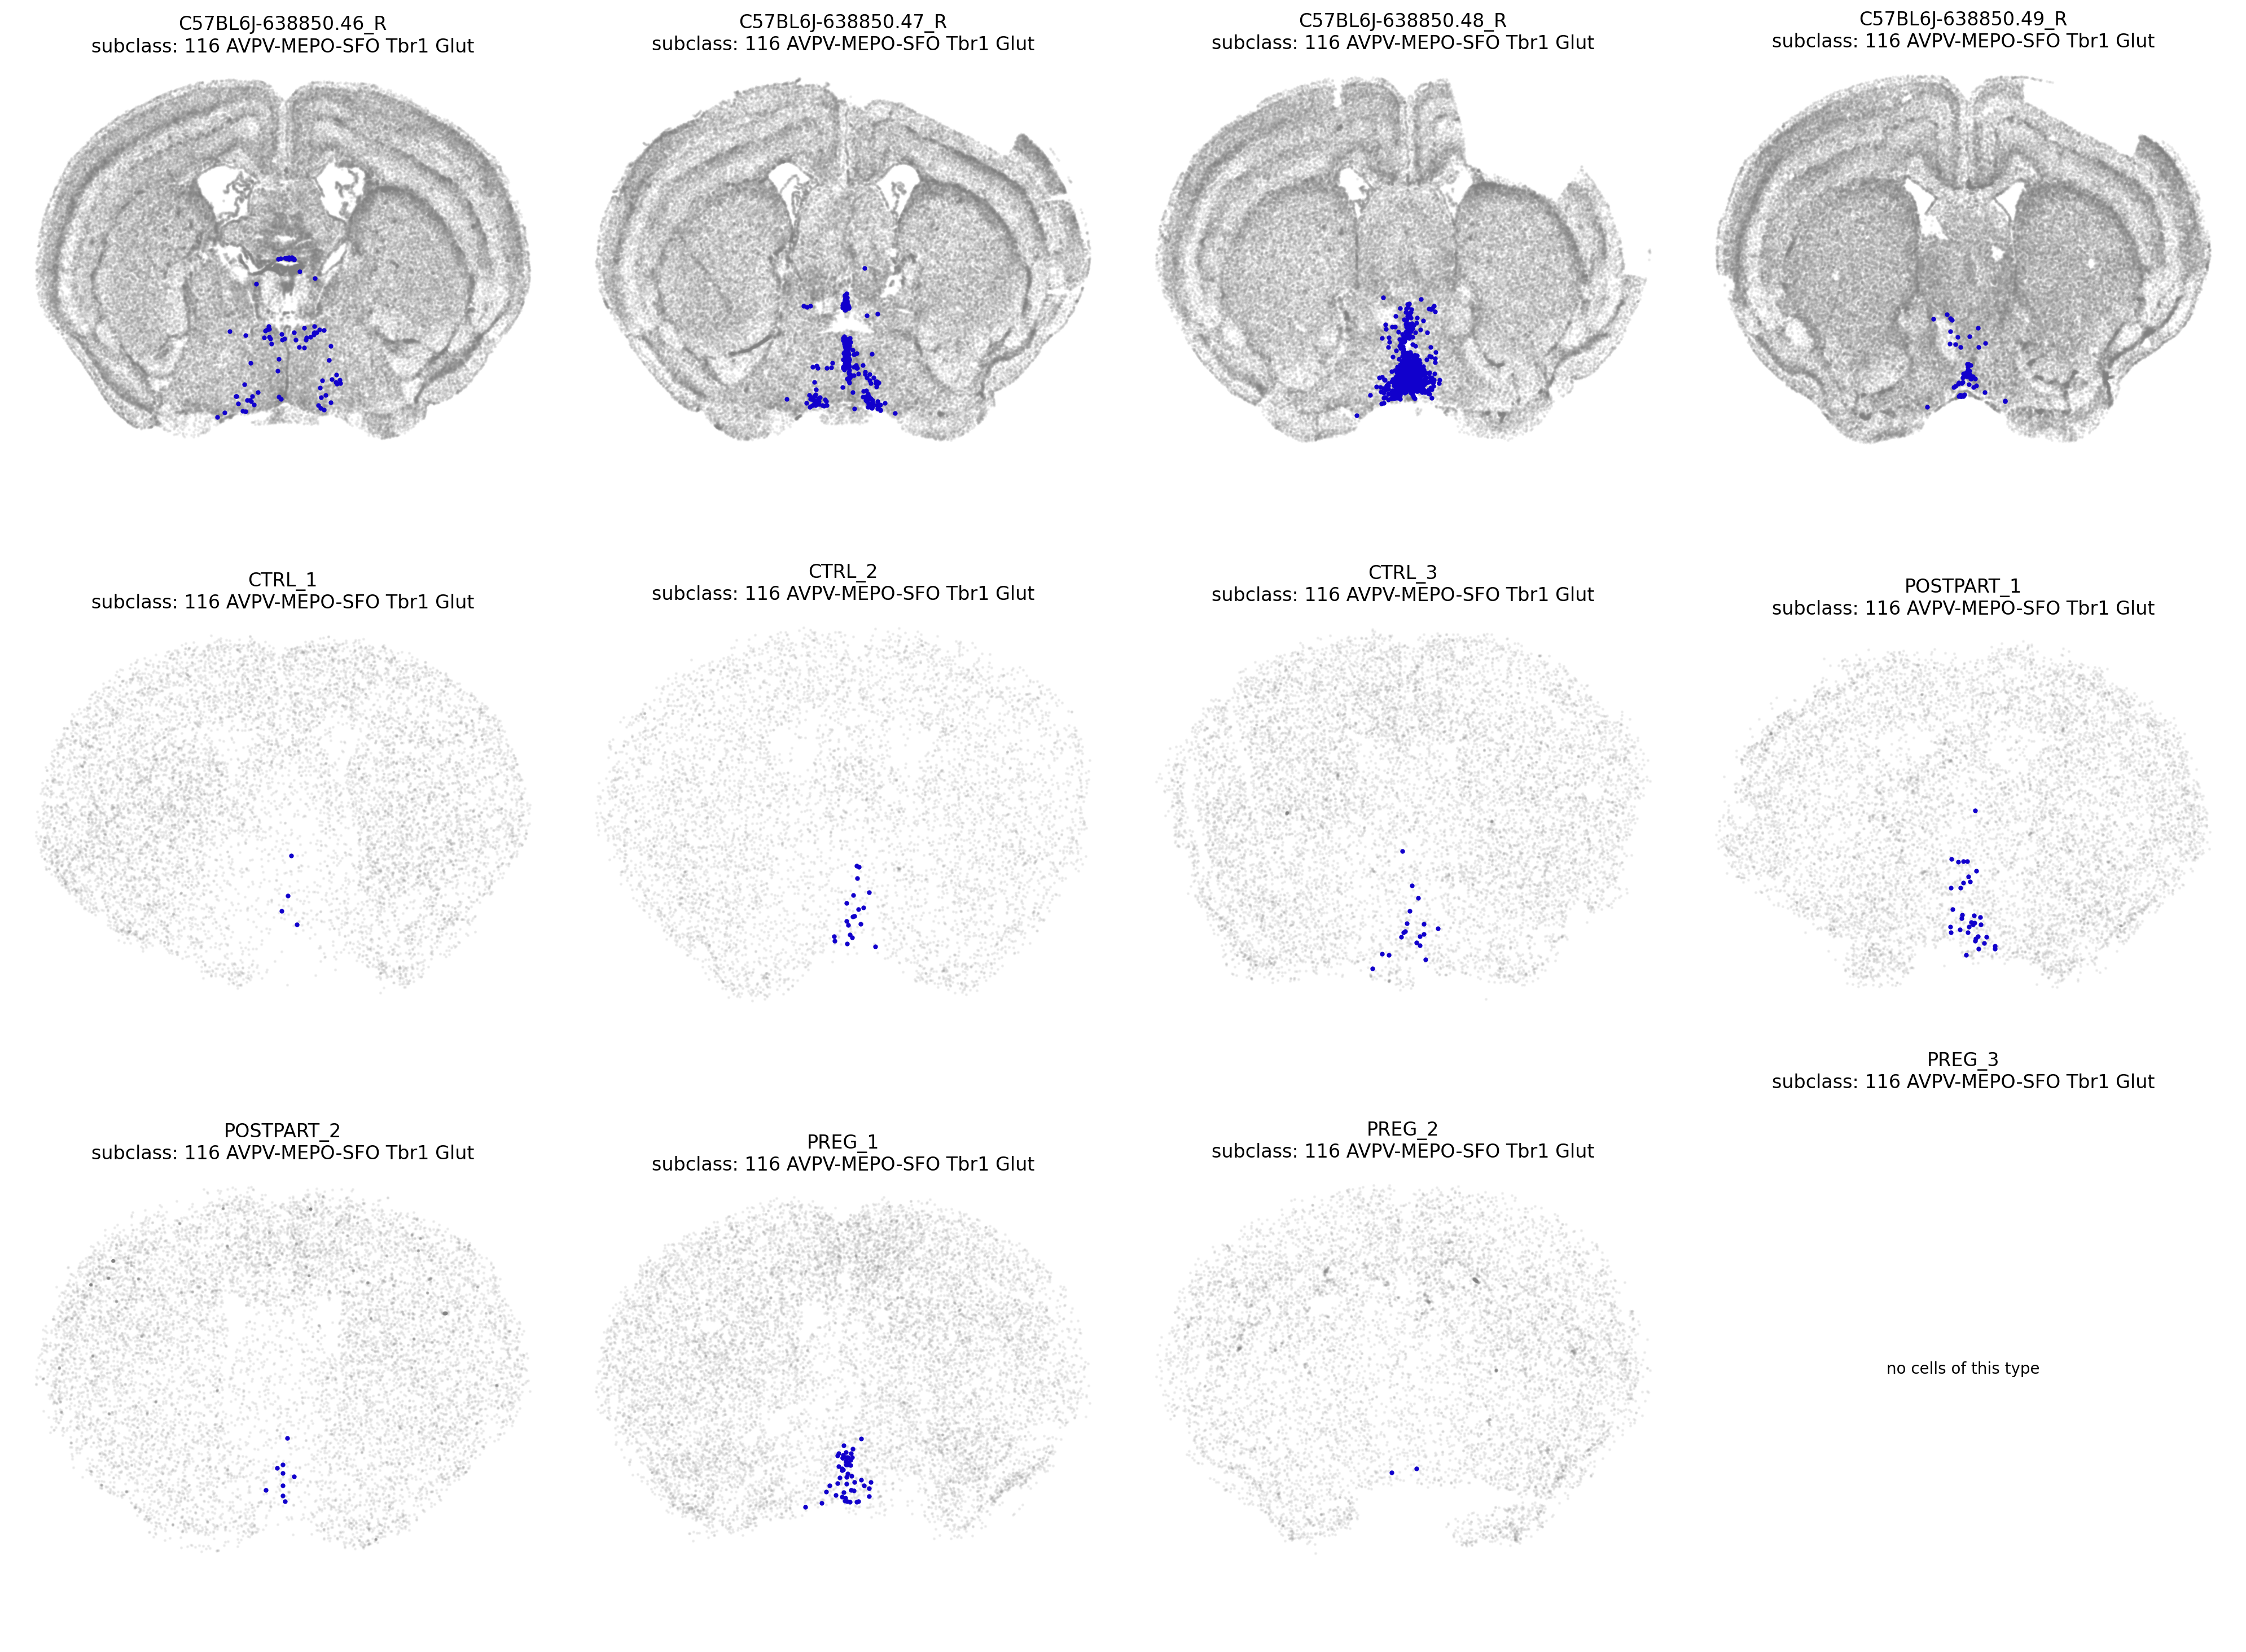 C57BL6J-638850.46_R
subclass: 116 AVPV-MEPO-SFO Tbr1 Glut
C57BL6J-638850.47_R
subclass: 116 AVPV-MEPO-SFO Tbr1 Glut
C57BL6J-638850.48_R
subclass: 116 AVPV-MEPO-SFO Tbr1 Glut
C57BL6J-638850.49_R
subclass: 116 AVPV-MEPO-SFO Tbr1 Glut
CTRL_1
subclass: 116 AVPV-MEPO-SFO Tbr1 Glut
CTRL_2
subclass: 116 AVPV-MEPO-SFO Tbr1 Glut
CTRL_3
subclass: 116 AVPV-MEPO-SFO Tbr1 Glut
POSTPART_1
subclass: 116 AVPV-MEPO-SFO Tbr1 Glut
POSTPART_2
subclass: 116 AVPV-MEPO-SFO Tbr1 Glut
PREG_1
subclass: 116 AVPV-MEPO-SFO Tbr1 Glut
PREG_2
subclass: 116 AVPV-MEPO-SFO Tbr1 Glut
PREG_3
subclass: 116 AVPV-MEPO-SFO Tbr1 Glut
no cells of this type